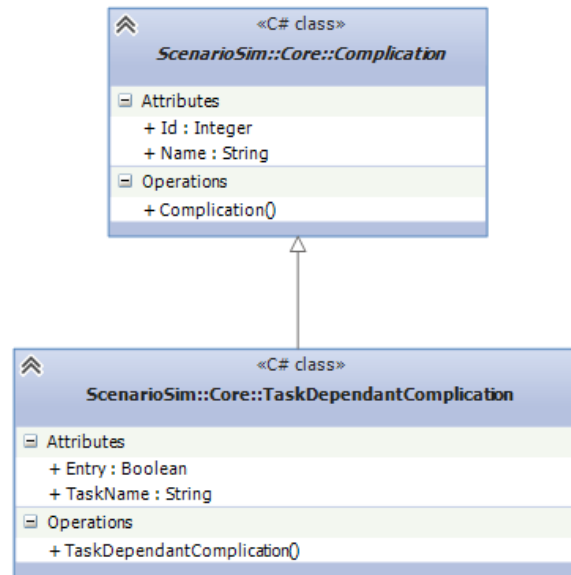 «C# class»
ScenarioSim::Core::Complication
Attributes
+ Id : Integer
+ Name : String
Operations
+ Complication()
«C# class»
ScenarioSim::Core::TaskDependantComplication
Attributes
+ Entry : Boolean
+ TaskName : String
Operations
+ TaskDependantComplication()